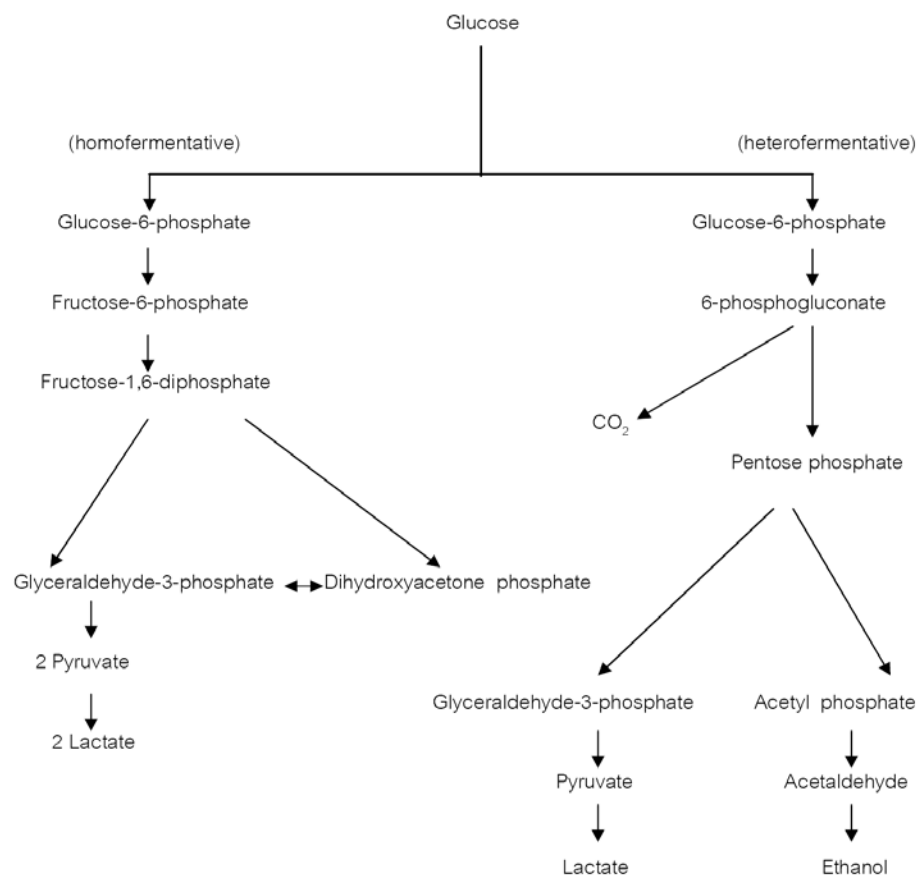 Glucose
(homofermentative)
(heterofermentative)
Glucose-6-phosphate
Glucose-6-phosphate
Fructose-6-phosphate
6-phosphogluconate
Fructose-1,6-diphosphate
CO2
Pentose phosphate
Glyceraldehyde-3-phosphate
Dihydroxyacetone phosphate
2 Pyruvate
2 Lactate
Glyceraldehyde-3-phosphate
Acetyl phosphate
Pyruvate
Acetaldehyde
Lactate
Ethanol